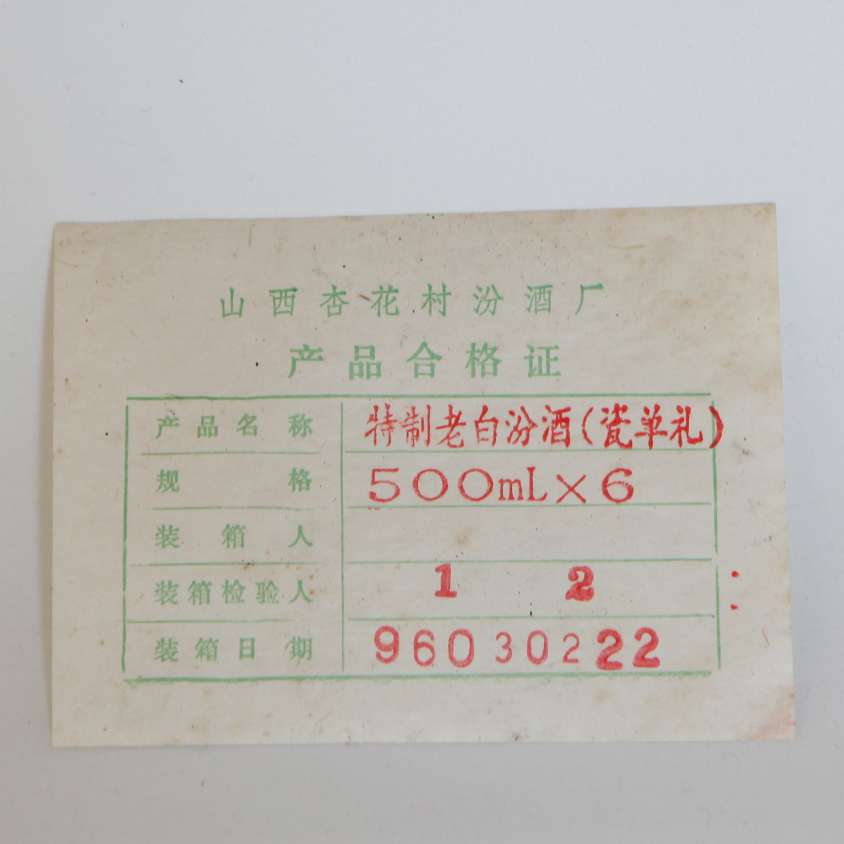 山西杏花村汾酒厂
产品合格证
产品名称 特制老白汾酒(瓷单礼)
规格 500mL×6
装箱人
装箱检验人 1 2 :
装箱日期 96030222